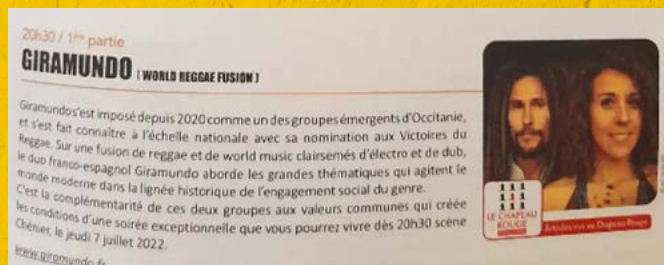 20h30 / 1ère partie
GIRAMUNDO [ WORLD REGGAE FUSION ]
Giramundo s'est imposé depuis 2020 comme un des groupes émergents d'Occitanie,
et s'est fait connaître à l'échelle nationale avec sa nomination aux Victoires du
Reggae. Sur une fusion de reggae et de world music clairsemés d'électro et de dub,
le duo franco-espagnol Giramundo aborde les grandes thématiques qui agitent le
monde moderne dans la lignée historique de l'engagement social du genre.
C'est la complémentarité de ces deux groupes aux valeurs communes qui créée
les conditions d'une soirée exceptionnelle que vous pourrez vivre dès 20h30 scène
Chénier, le jeudi 7 juillet 2022.
www.giramundo.fr
LE CHAPEAU
ROUGE
Artistes vus au Chapeau Rouge